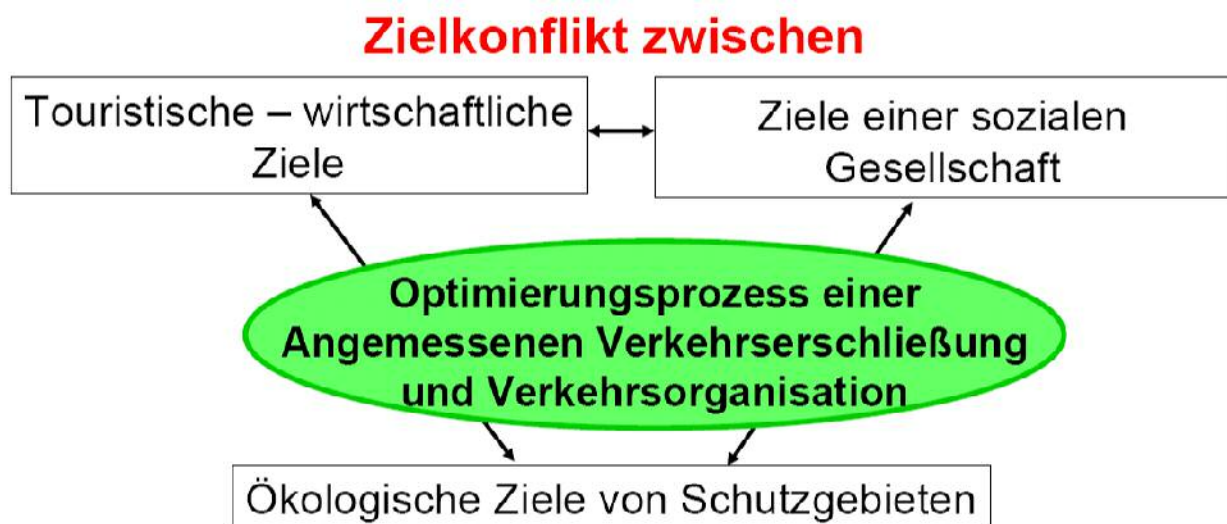 Zielkonflikt zwischen
Touristische – wirtschaftliche
Ziele
Ziele einer sozialen
Gesellschaft
Optimierungsprozess einer
Angemessenen Verkehrserschließung
und Verkehrsorganisation
Ökologische Ziele von Schutzgebieten